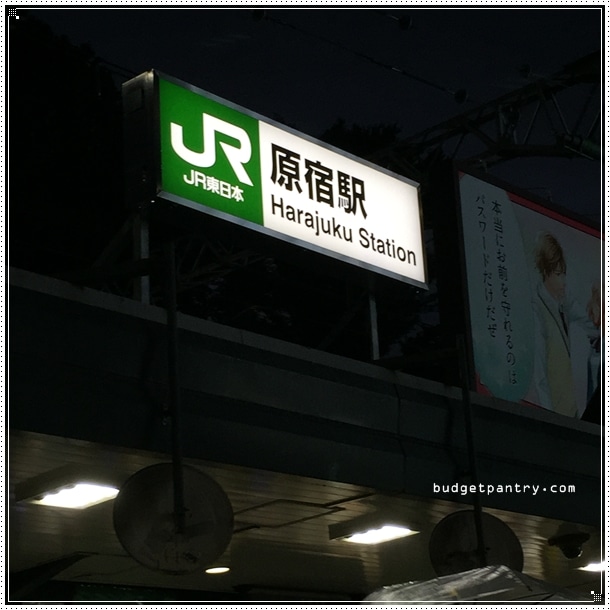 JR
JR東日本
原宿駅
Harajuku Station
本当にお前を守れるのは
パスワードだけだぜ
budgetpantry.com